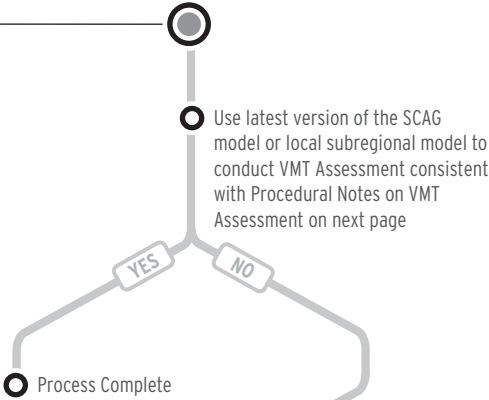 Use latest version of the SCAG
model or local subregional model to
conduct VMT Assessment consistent
with Procedural Notes on VMT
Assessment on next page
YES
NO
Process Complete